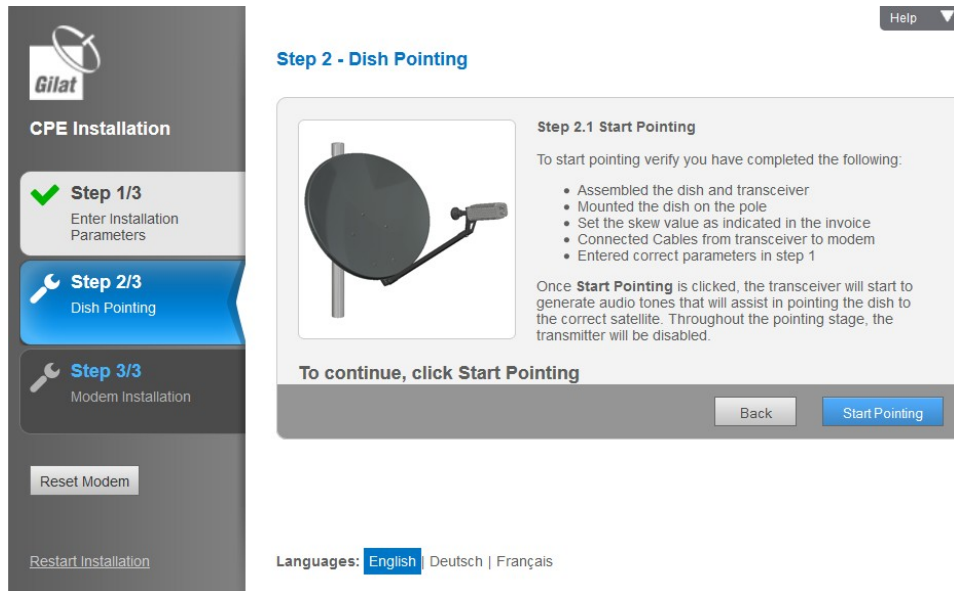 Help
Gilat
CPE Installation
Step 1/3
Enter Installation
Parameters
Step 2/3
Dish Pointing
Step 3/3
Modem Installation
Reset Modem
Restart Installation
Step 2 - Dish Pointing
Step 2.1 Start Pointing
To start pointing verify you have completed the following:
• Assembled the dish and transceiver
• Mounted the dish on the pole
• Set the skew value as indicated in the invoice
• Connected Cables from transceiver to modem
• Entered correct parameters in step 1
Once Start Pointing is clicked, the transceiver will start to
generate audio tones that will assist in pointing the dish to
the correct satellite. Throughout the pointing stage, the
transmitter will be disabled.
To continue, click Start Pointing
Back
Start Pointing
Languages: English | Deutsch | Français